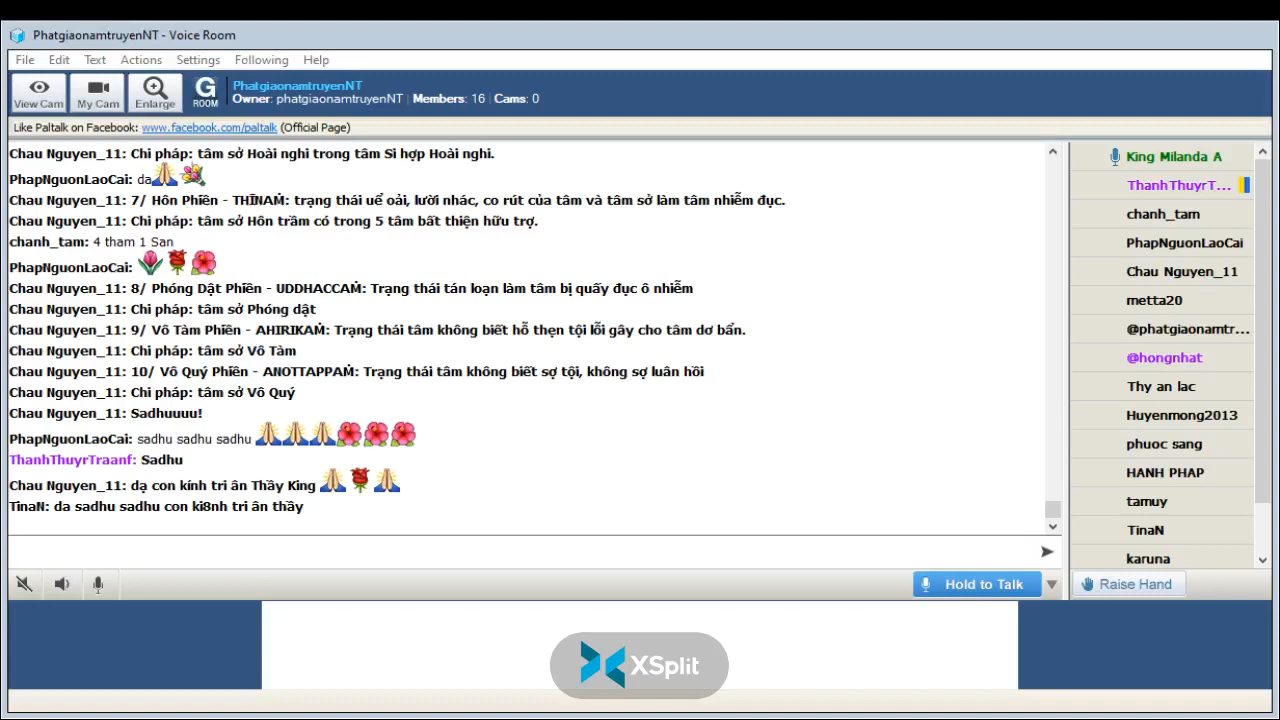 PhatgiaonamtruyenNT - Voice Room
File Edit Text Actions Settings Following Help
View Cam My Cam Enlarge G ROOM
PhatgiaonamtruyenNT
Owner: phatgiaonamtruyenNT | Members: 16 | Cams: 0
Like Paltalk on Facebook: www.facebook.com/paltalk (Official Page)
Chau Nguyen_11: Chi pháp: tâm sở Hoài nghi trong tâm Si hợp Hoài nghi.
PhapNguonLaoCai: da
Chau Nguyen_11: 7/ Hôn Phiền - THĪNAṀ: trạng thái uể oải, lười nhác, co rút của tâm và tâm sở làm tâm nhiễm đục.
Chau Nguyen_11: Chi pháp: tâm sở Hôn trầm có trong 5 tâm bất thiện hữu trợ.
chanh_tam: 4 tham 1 San
PhapNguonLaoCai:
Chau Nguyen_11: 8/ Phóng Dật Phiền - UDDHACCAṀ: Trạng thái tán loạn làm tâm bị quấy đục ô nhiễm
Chau Nguyen_11: Chi pháp: tâm sở Phóng dật
Chau Nguyen_11: 9/ Vô Tàm Phiền - AHIRIKAṀ: Trạng thái tâm không biết hổ thẹn tội lỗi gây cho tâm dơ bẩn.
Chau Nguyen_11: Chi pháp: tâm sở Vô Tàm
Chau Nguyen_11: 10/ Vô Quý Phiền - ANOTTAPPAṀ: Trạng thái tâm không biết sợ tội, không sợ luân hồi
Chau Nguyen_11: Chi pháp: tâm sở Vô Quý
Chau Nguyen_11: Sadhuuuu!
PhapNguonLaoCai: sadhu sadhu sadhu
ThanhThuyrTraanf: Sadhu
Chau Nguyen_11: dạ con kính tri ân Thầy King
TinaN: da sadhu sadhu con ki8nh tri ân thầy
King Milanda A
ThanhThuyrT...
chanh_tam
PhapNguonLaoCai
Chau Nguyen_11
metta20
@phatgiaonamtr...
@hongnhat
Thy an lac
Huyenmong2013
phuoc sang
HANH PHAP
tamuy
TinaN
karuna
Hold to Talk
Raise Hand
XSplit